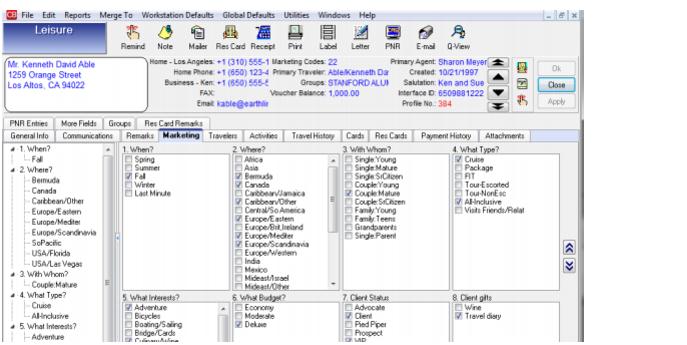 File Edit Reports Merge To Workstation Defaults Global Defaults Utilities Windows Help
Leisure
Remind Note Mailer Res Card Receipt Print Label Letter PNR E-mail Q-View
Mr. Kenneth David Able
1259 Orange Street
Los Altos, CA 94022
Home - Los Angeles: +1 (310) 555-1 Marketing Codes: 22 Primary Agent: Sharon Meyer
Home Phone: +1 (650) 123-4 Primary Traveler: Able/Kenneth Da Created: 10/21/1997
Business - Ken: +1 (650) 555- Groups: STANFORD ALUI Salutation: Ken and Sue
FAX: Voucher Balance: 1,000.00 Interface ID: 6509881222
Email: kable@earthlir Profile No.: 384
Ok
Close
Apply
PNR Entries More Fields Groups Res Card Remarks
General Info Communications Remarks Marketing Travelers Activities Travel History Cards Res Cards Payment History Attachments
1. When?
Fall
2. Where?
Bermuda
Canada
Caribbean/Other
Europe/Eastern
Europe/Mediter
Europe/Scandinavia
SoPacific
USA/Florida
USA/Las Vegas
3. With Whom?
Couple:Mature
4. What Type?
Cruise
All-Inclusive
5. What Interests?
Adventure
1. When?
Spring
Summer
Fall
Winter
Last Minute
2. Where?
Africa
Asia
Bermuda
Canada
Caribbean/Jamaica
Caribbean/Other
Central/So America
Europe/Eastern
Europe/Brit,Ireland
Europe/Mediter
Europe/Scandinavia
Europe/Western
India
Mexico
Mideast/Israel
Mideast/Other
3. With Whom?
Single:Young
Single:Mature
Single:SrCitizen
Couple:Young
Couple:Mature
Couple:SrCitizen
Family:Young
Family:Teens
Grandparents
Single:Parent
4. What Type?
Cruise
Package
FIT
Tour-Escorted
Tour-NonEsc
All-Inclusive
Visits Friends/Relat
5. What Interests?
Adventure
Bicycles
Boating/Sailing
Bridge/Cards
Culinary/wine
6. What Budget?
Economy
Moderate
Deluxe
7. Client Status
Advocate
Client
Pied Piper
Prospect
VIP
8. Client gifts
Wine
Travel diary